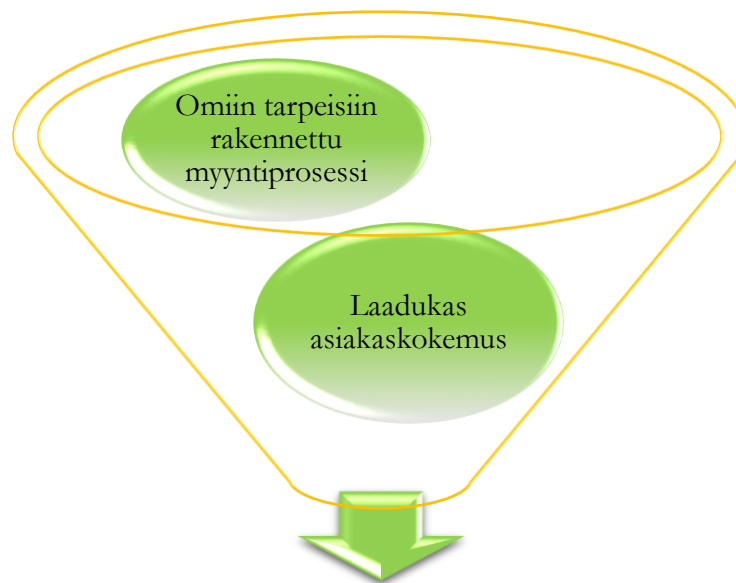 Omiin tarpeisiin
rakennettu
myyntiprosessi
Laadukas
asiakaskokemus